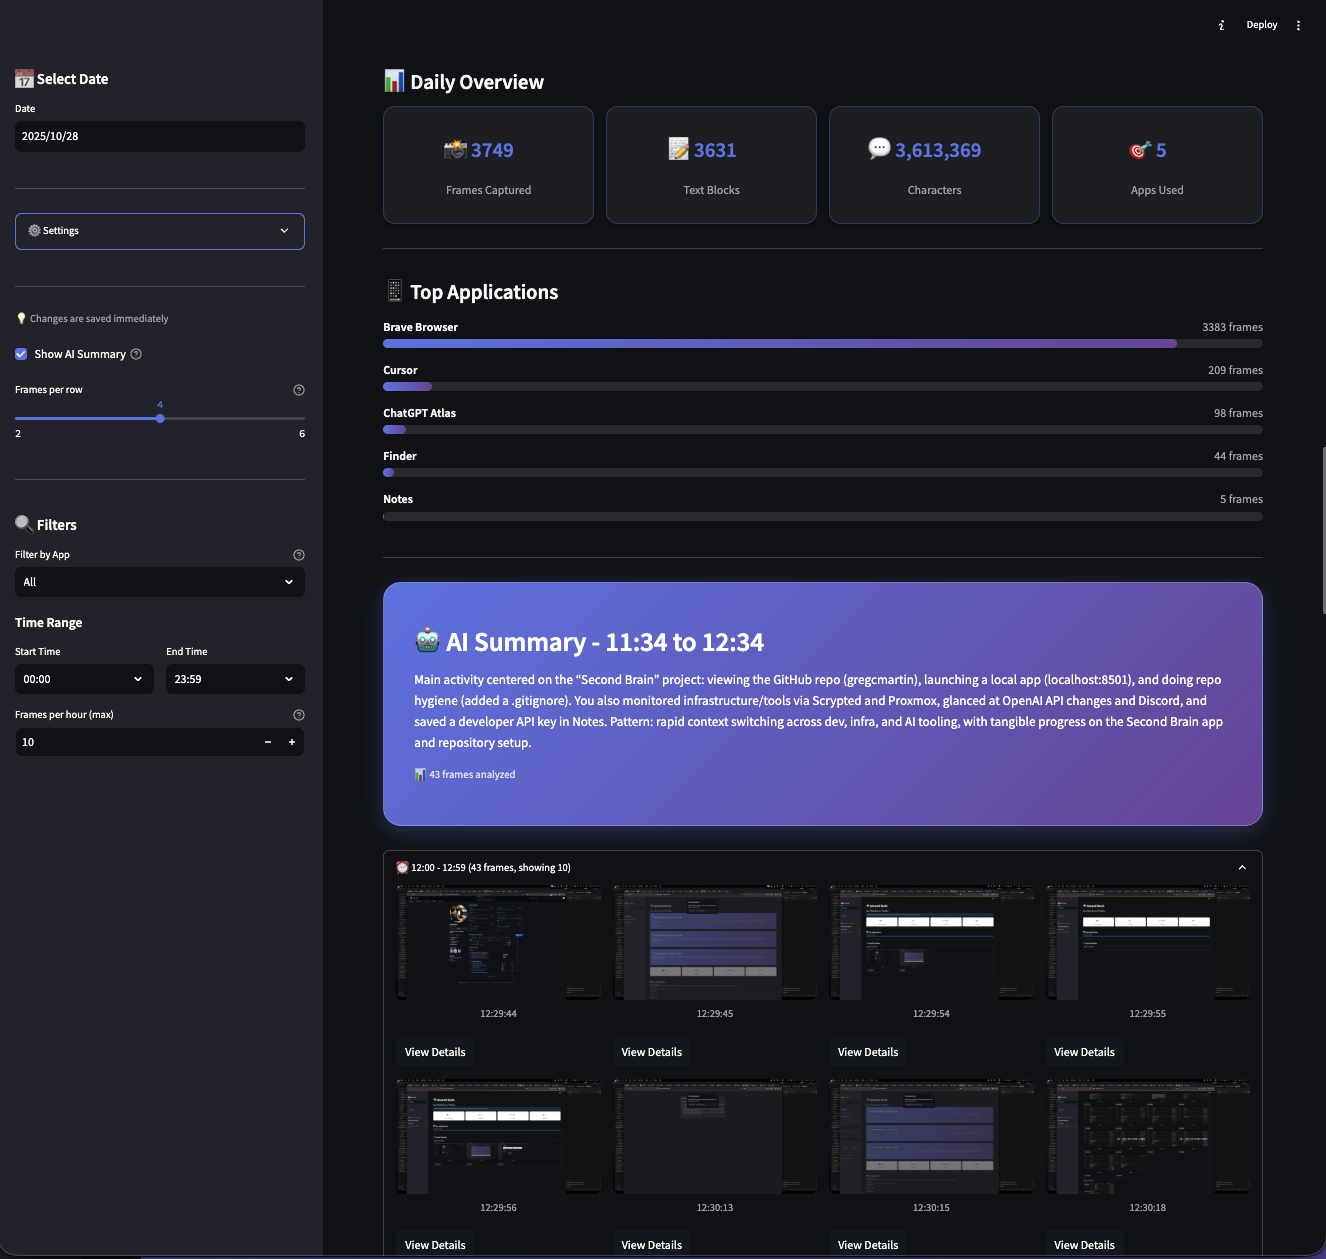 Deploy
Select Date
Date
2025/10/28
Settings
Changes are saved immediately
Show AI Summary
Frames per row
4
2 6
Filters
Filter by App
All
Time Range
Start Time End Time
00:00 23:59
Frames per hour (max)
10 − +
Daily Overview
3749
Frames Captured
3631
Text Blocks
3,613,369
Characters
5
Apps Used
Top Applications
Brave Browser 3383 frames
Cursor 209 frames
ChatGPT Atlas 98 frames
Finder 44 frames
Notes 5 frames
AI Summary - 11:34 to 12:34
Main activity centered on the “Second Brain” project: viewing the GitHub repo (gregcmartin), launching a local app (localhost:8501), and doing repo
hygiene (added a .gitignore). You also monitored infrastructure/tools via Scrypted and Proxmox, glanced at OpenAI API changes and Discord, and
saved a developer API key in Notes. Pattern: rapid context switching across dev, infra, and AI tooling, with tangible progress on the Second Brain app
and repository setup.
43 frames analyzed
12:00 - 12:59 (43 frames, showing 10)
12:29:44 12:29:45 12:29:54 12:29:55
View Details View Details View Details View Details
12:29:56 12:30:13 12:30:15 12:30:18
View Details View Details View Details View Details